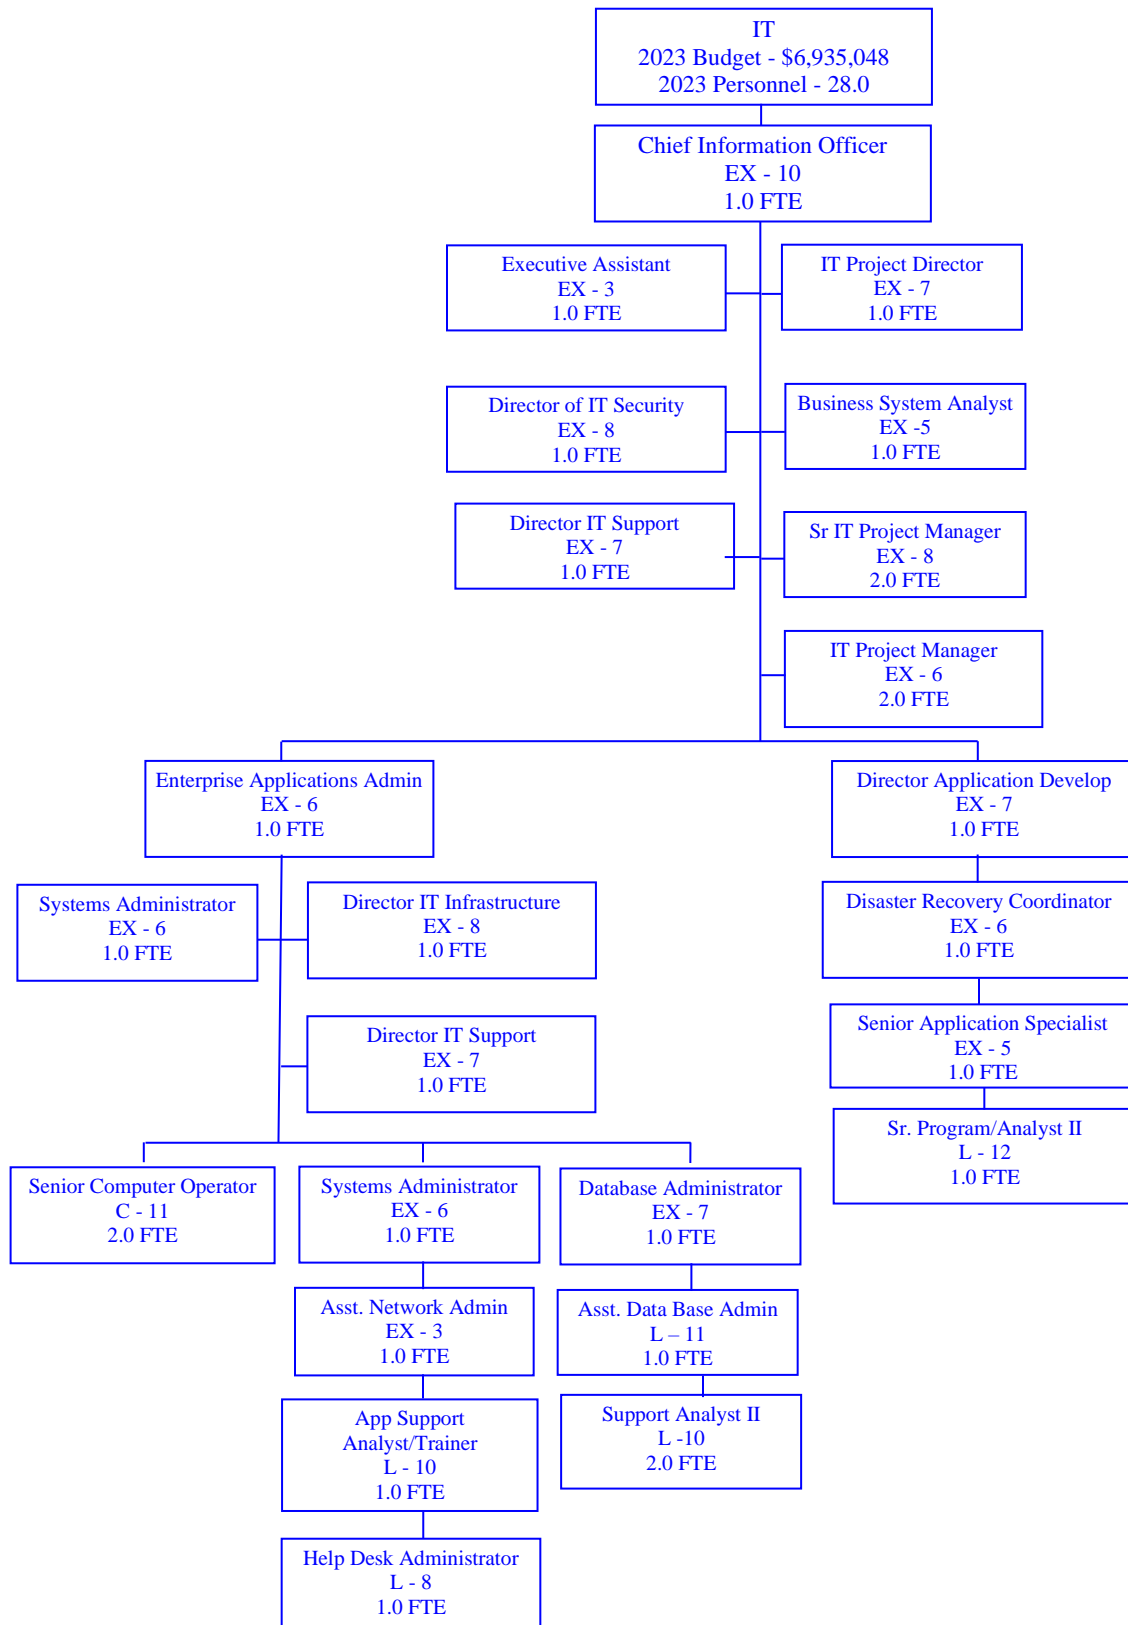 IT
2023 Budget - $6,935,048
2023 Personnel - 28.0
Chief Information Officer
EX - 10
1.0 FTE
Executive Assistant
EX - 3
1.0 FTE
IT Project Director
EX - 7
1.0 FTE
Director of IT Security
EX - 8
1.0 FTE
Business System Analyst
EX -5
1.0 FTE
Director IT Support
EX - 7
1.0 FTE
Sr IT Project Manager
EX - 8
2.0 FTE
IT Project Manager
EX - 6
2.0 FTE
Enterprise Applications Admin
EX - 6
1.0 FTE
Director Application Develop
EX - 7
1.0 FTE
Systems Administrator
EX - 6
1.0 FTE
Director IT Infrastructure
EX - 8
1.0 FTE
Disaster Recovery Coordinator
EX - 6
1.0 FTE
Director IT Support
EX - 7
1.0 FTE
Senior Application Specialist
EX - 5
1.0 FTE
Sr. Program/Analyst II
L - 12
1.0 FTE
Senior Computer Operator
C - 11
2.0 FTE
Systems Administrator
EX - 6
1.0 FTE
Database Administrator
EX - 7
1.0 FTE
Asst. Network Admin
EX - 3
1.0 FTE
Asst. Data Base Admin
L – 11
1.0 FTE
App Support
Analyst/Trainer
L - 10
1.0 FTE
Support Analyst II
L -10
2.0 FTE
Help Desk Administrator
L - 8
1.0 FTE